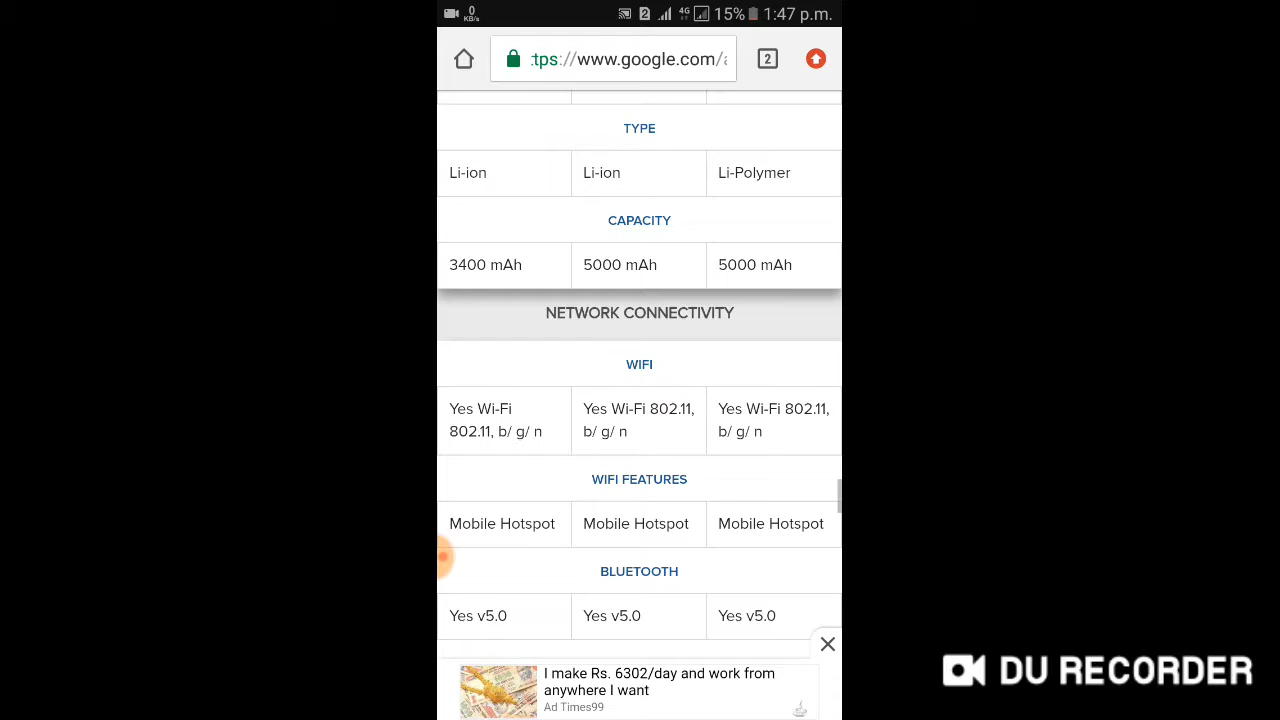 0
KB/s
2
4G
15%
1:47 p.m.
ttps://www.google.com/a
2
TYPE
Li-ion Li-ion Li-Polymer
CAPACITY
3400 mAh 5000 mAh 5000 mAh
NETWORK CONNECTIVITY
WIFI
Yes Wi-Fi Yes Wi-Fi 802.11, Yes Wi-Fi 802.11,
802.11, b/ g/ n b/ g/ n b/ g/ n
WIFI FEATURES
Mobile Hotspot Mobile Hotspot Mobile Hotspot
BLUETOOTH
Yes v5.0 Yes v5.0 Yes v5.0
I make Rs. 6302/day and work from
anywhere I want
Ad Times99
DU RECORDER